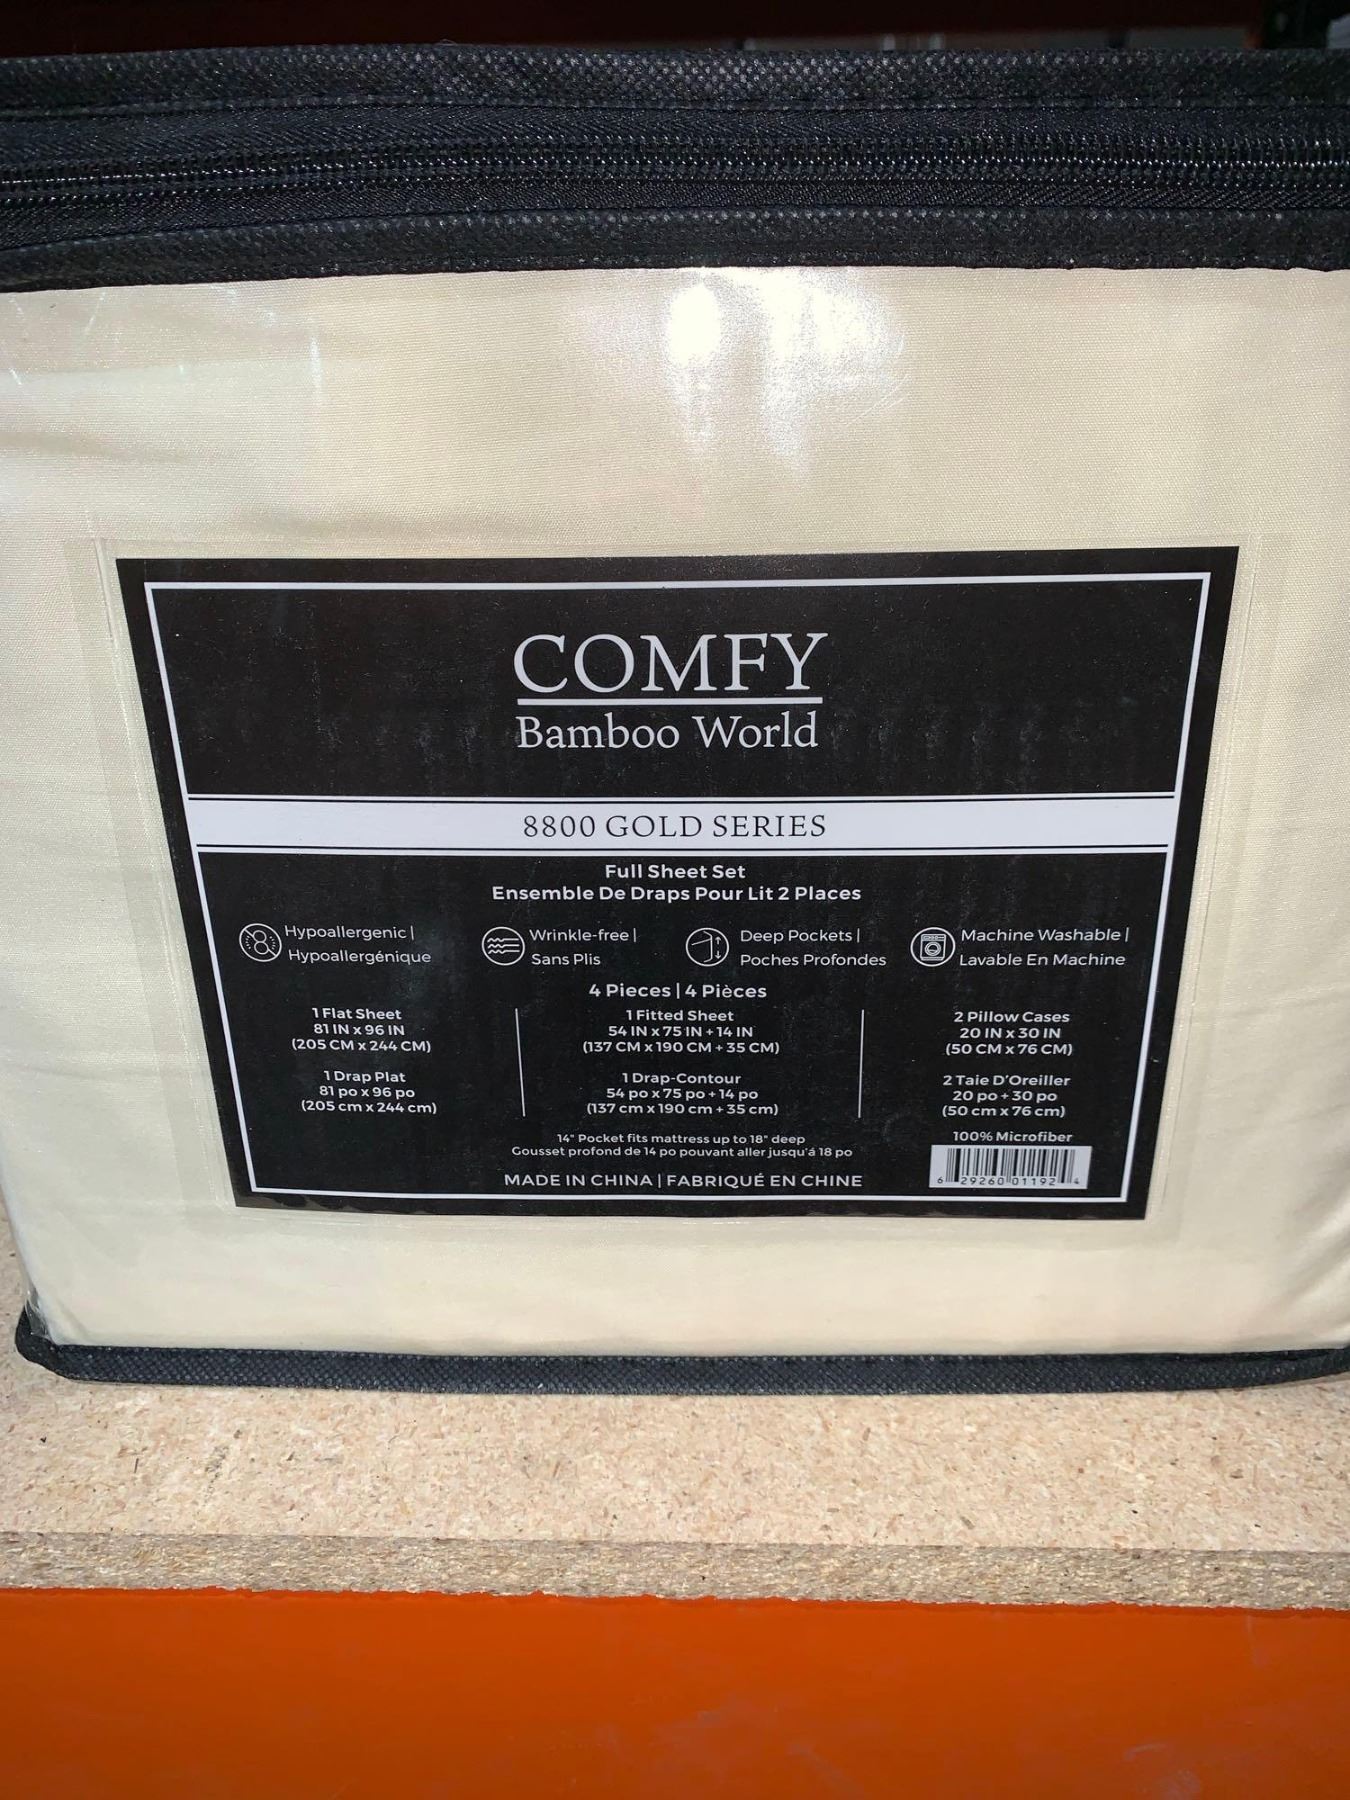 COMFY
Bamboo World
8800 GOLD SERIES
Full Sheet Set
Ensemble De Draps Pour Lit 2 Places
Hypoallergenic |
Hypoallergénique
Wrinkle-free |
Sans Plis
Deep Pockets |
Poches Profondes
Machine Washable |
Lavable En Machine
4 Pieces | 4 Pièces
1 Flat Sheet
81 IN x 96 IN
(205 CM x 244 CM)
1 Drap Plat
81 po x 96 po
(205 cm x 244 cm)
1 Fitted Sheet
54 IN x 75 IN + 14 IN
(137 CM x 190 CM + 35 CM)
1 Drap-Contour
54 po x 75 po + 14 po
(137 cm x 190 cm + 35 cm)
2 Pillow Cases
20 IN x 30 IN
(50 CM x 76 CM)
2 Taie D'Oreiller
20 po + 30 po
(50 cm x 76 cm)
14" Pocket fits mattress up to 18" deep
Gousset profond de 14 po pouvant aller jusqu'á 18 po
MADE IN CHINA | FABRIQUÉ EN CHINE
100% Microfiber
6 29260 01192 4